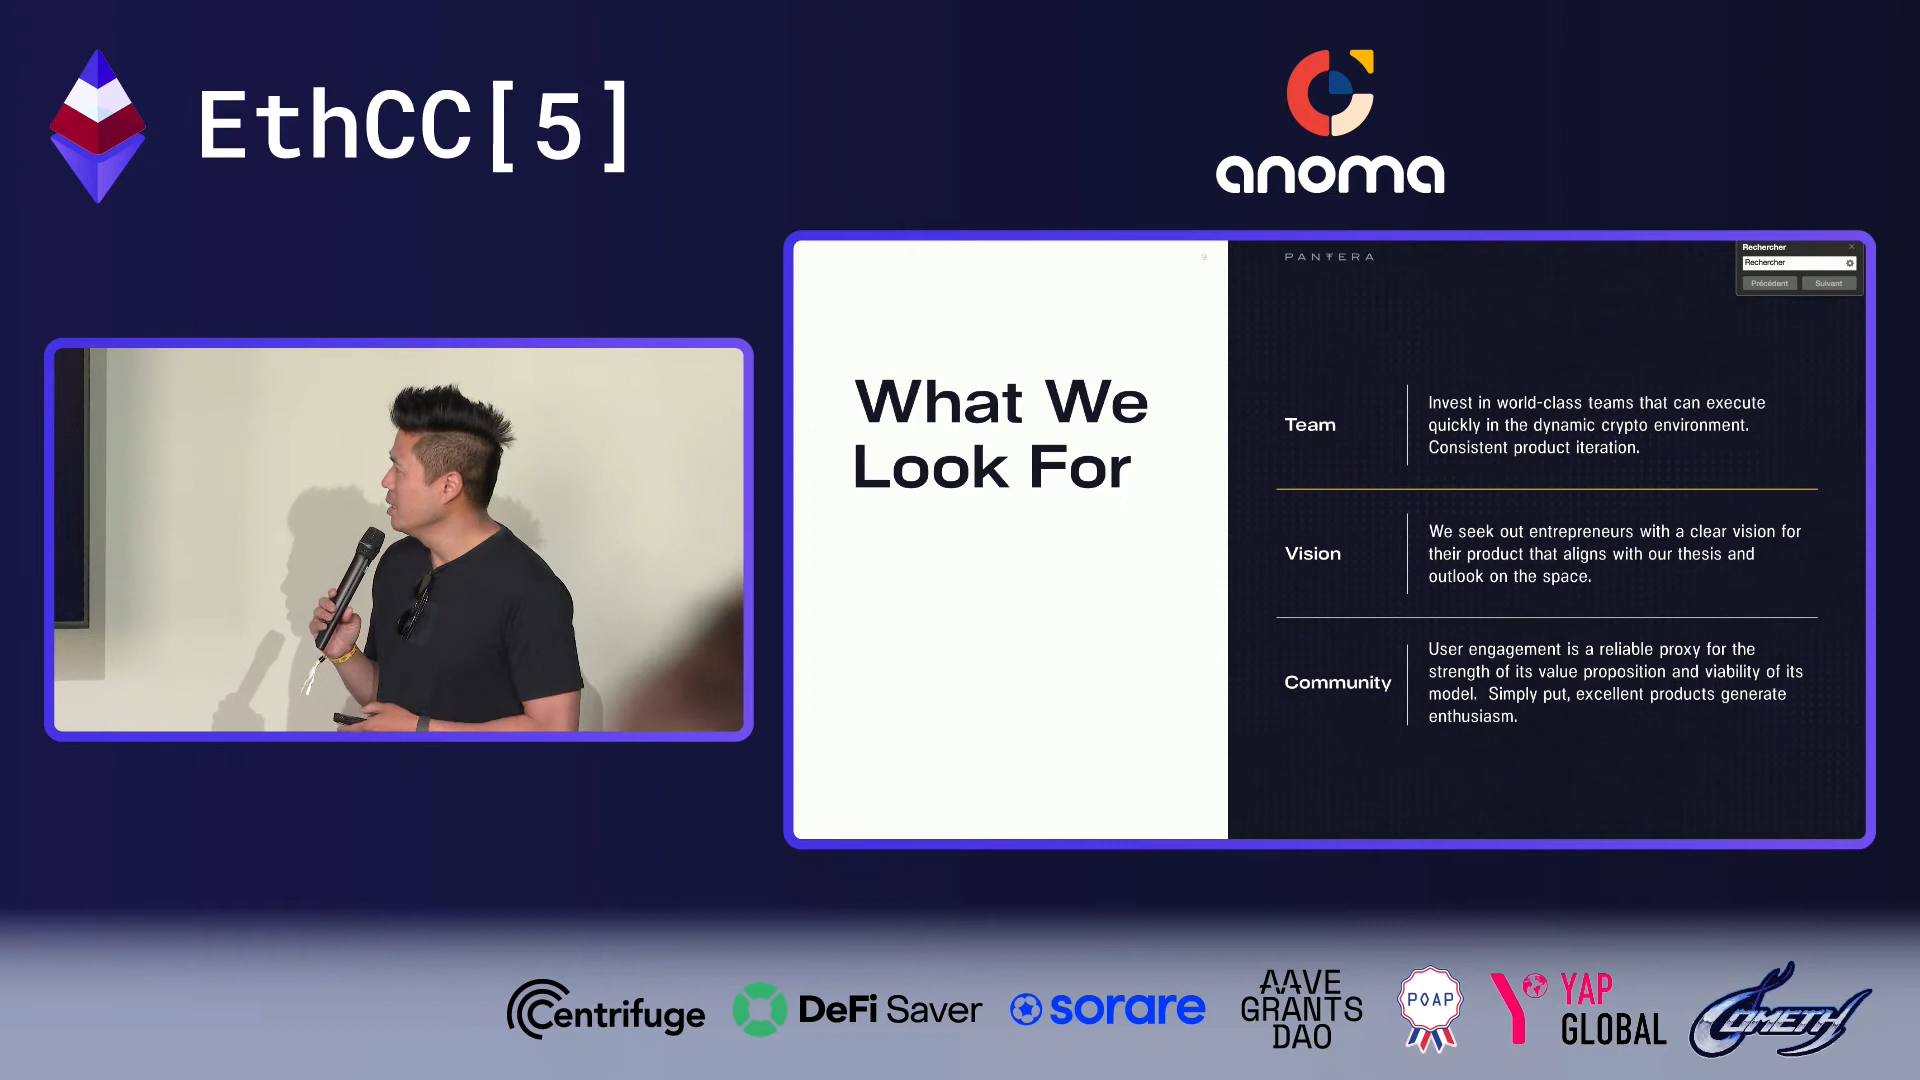 EthCC[5]
anoma
9
What We
Look For
PANTERA
Rechercher
Rechercher
Précédent
Suivant
Team
Invest in world-class teams that can execute
quickly in the dynamic crypto environment.
Consistent product iteration.
Vision
We seek out entrepreneurs with a clear vision for
their product that aligns with our thesis and
outlook on the space.
Community
User engagement is a reliable proxy for the
strength of its value proposition and viability of its
model.  Simply put, excellent products generate
enthusiasm.
Centrifuge
DeFi Saver
sorare
AAVE
GRANTS
DAO
POAP
YAP
GLOBAL
COMETH